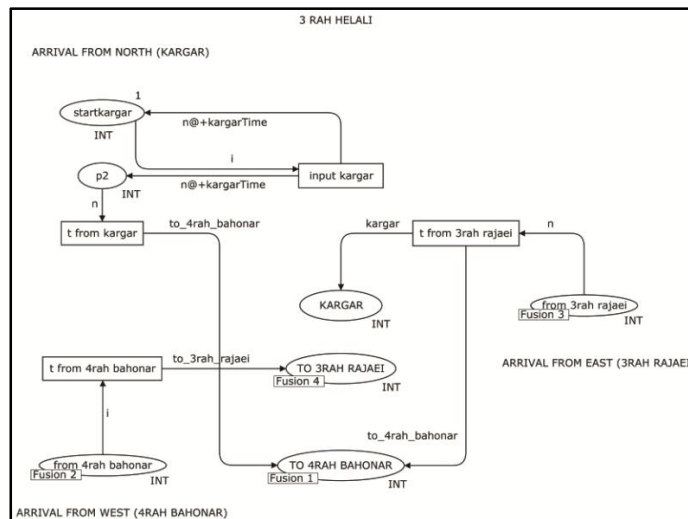 3 RAH HELALI
ARRIVAL FROM NORTH (KARGAR)
1
startkargar
INT
n@+kargarTime
i
input kargar
n@+kargarTime
p2
INT
n
t from kargar
to_4rah_bahonar
kargar
t from 3rah rajaei
n
KARGAR
INT
from 3rah rajaei
Fusion 3
INT
ARRIVAL FROM EAST (3RAH RAJAEI
t from 4rah bahonar
to_3rah_rajaei
TO 3RAH RAJAEI
Fusion 4
INT
i
to_4rah_bahonar
from 4rah bahonar
Fusion 2
INT
TO 4RAH BAHONAR
Fusion 1
INT
ARRIVAL FROM WEST (4RAH BAHONAR)